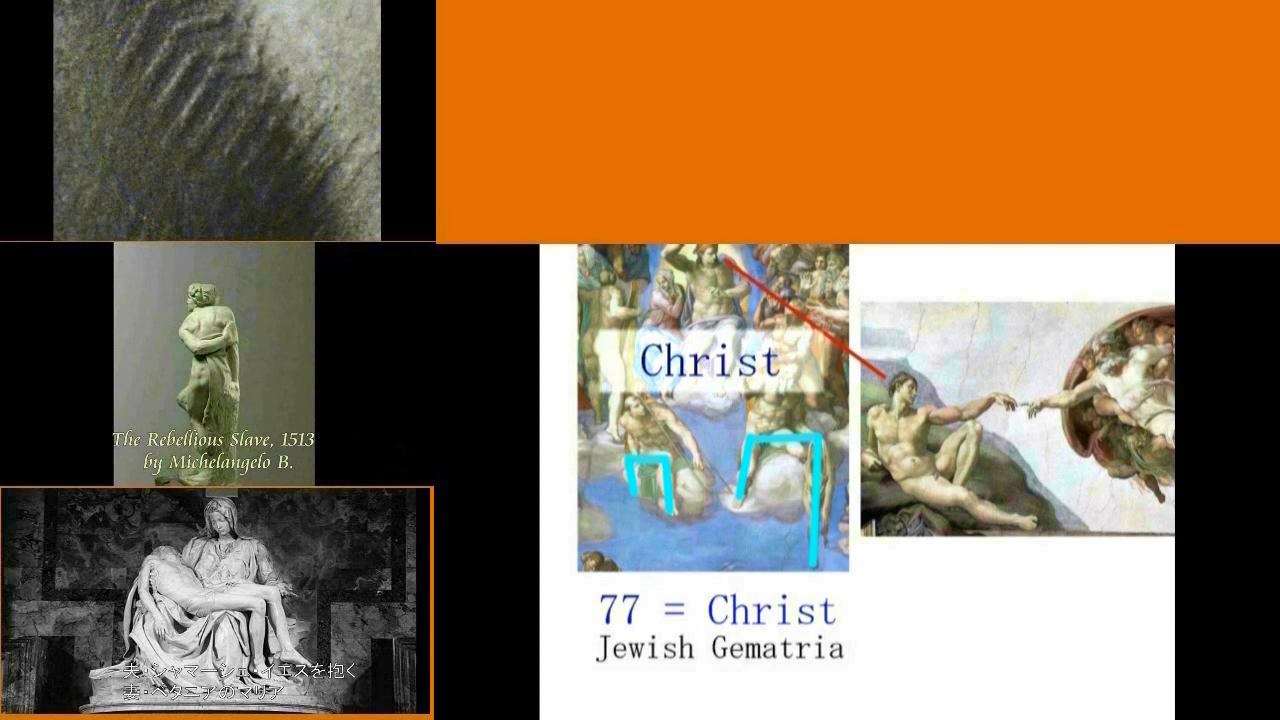 The Rebellious Slave, 1513
by Michelangelo B.
夫・シャマーシュ・イエスを抱く
妻・ベタニアのマリア
Christ
77 = Christ
Jewish Gematria